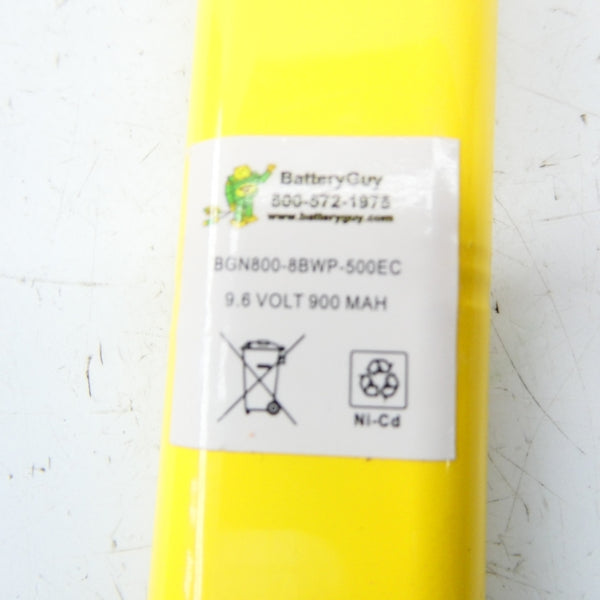 BatteryGuy
800-572-1975
www.batteryguy.com
BGN800-8BWP-500EC
9.6 VOLT 900 MAH
Ni-Cd